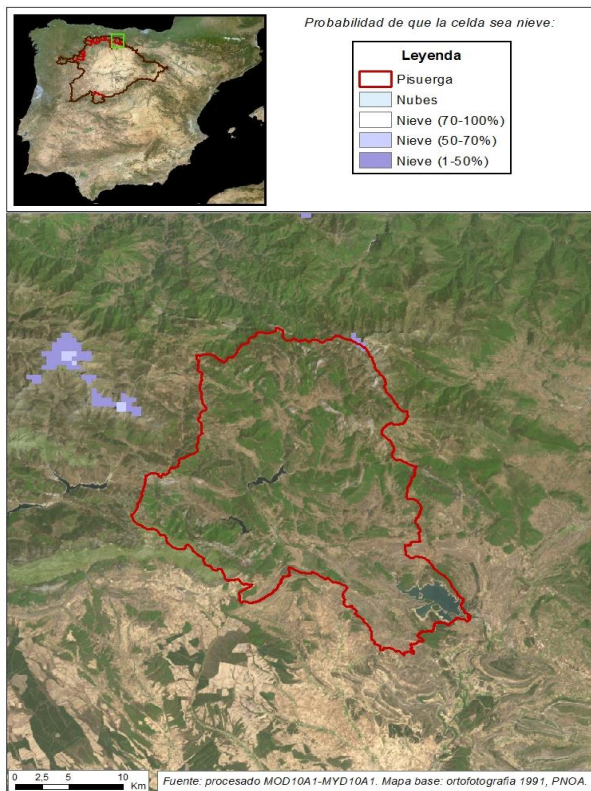 Probabilidad de que la celda sea nieve:
Leyenda
Pisuerga
Nubes
Nieve (70-100%)
Nieve (50-70%)
Nieve (1-50%)
0 2,5 5 10
Km
Fuente: procesado MOD10A1-MYD10A1. Mapa base: ortofotografia 1991, PNOA.